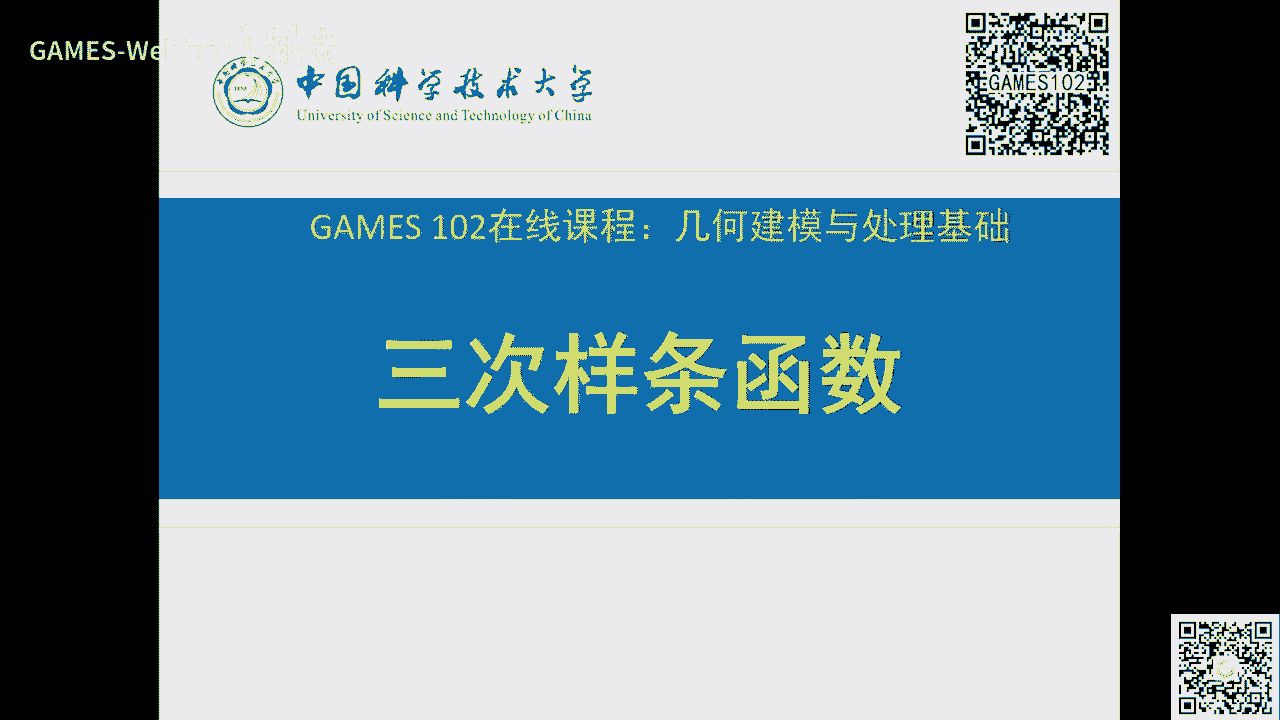 GAMES-We
中国科学技术大学
University of Science and Technology of China
GAMES102
GAMES 102在线课程：几何建模与处理基础
三次样条函数